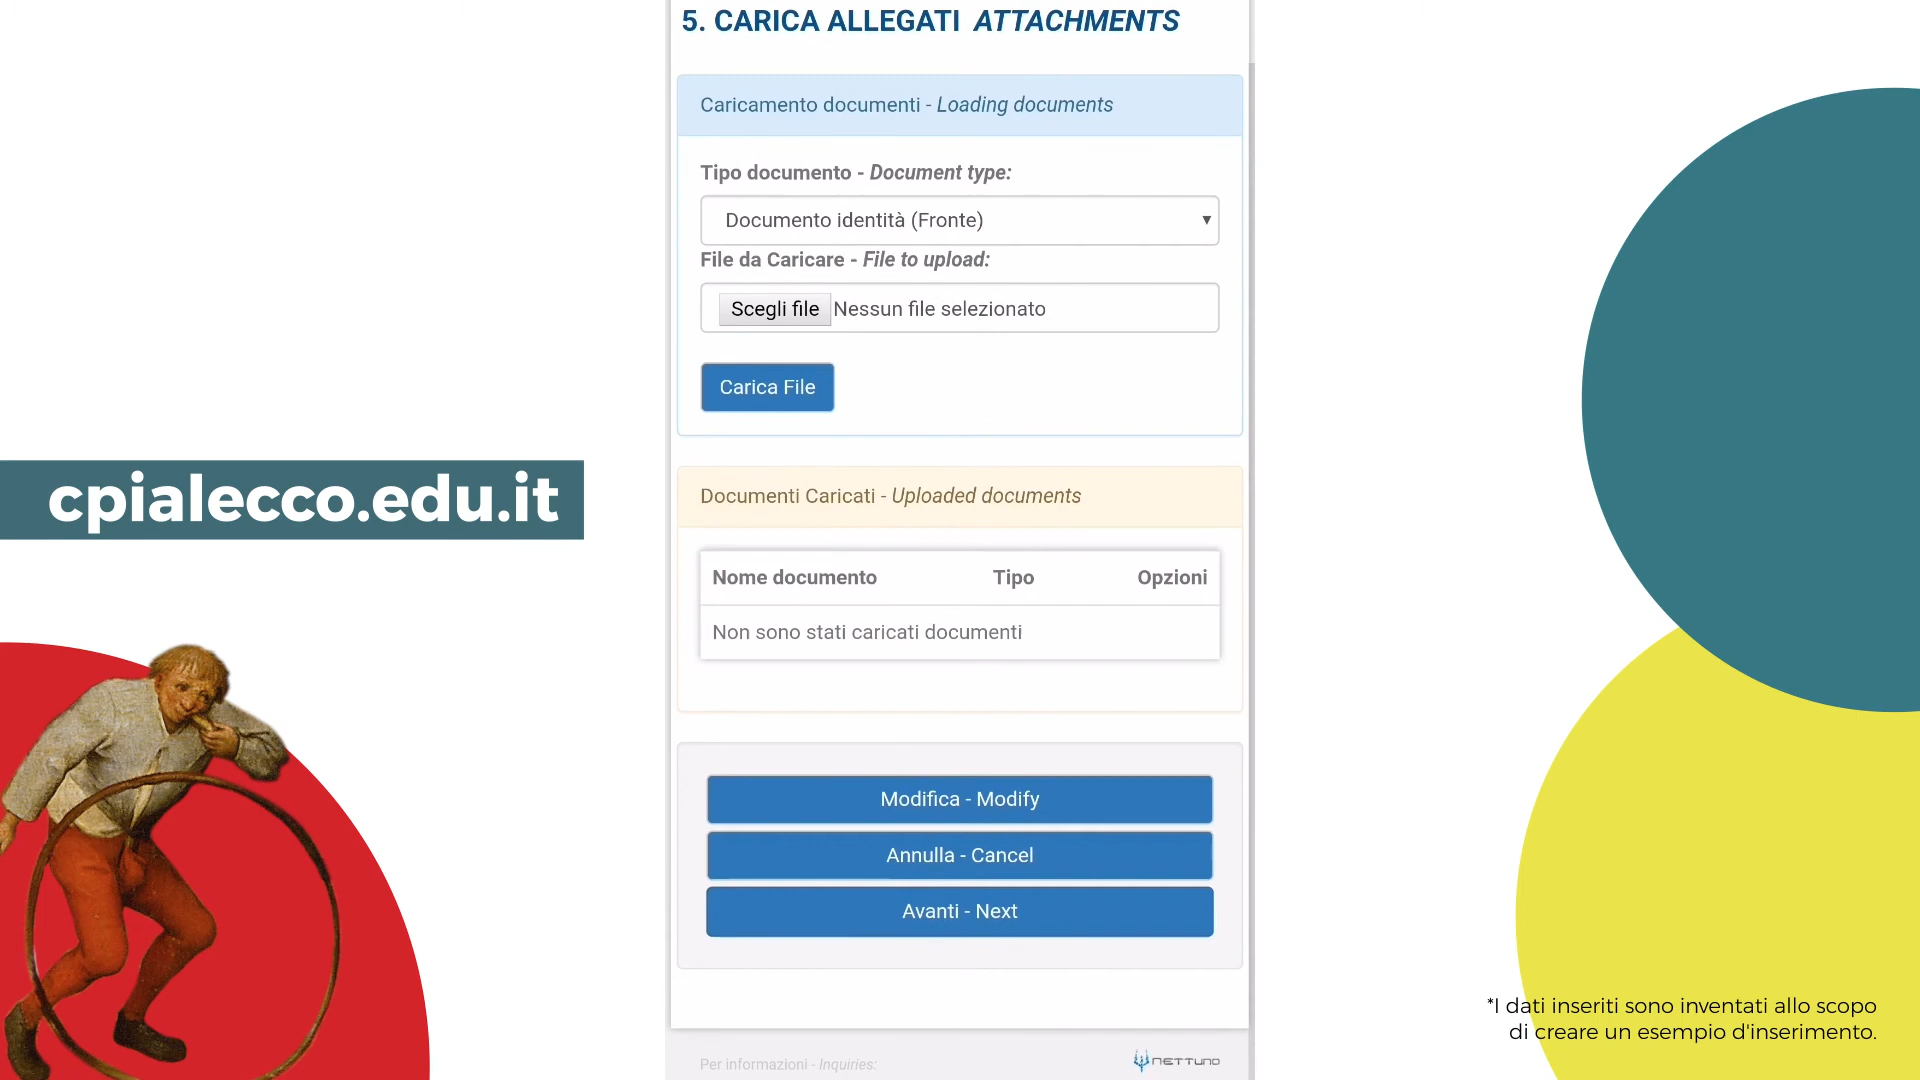 5. CARICA ALLEGATI ATTACHMENTS
Caricamento documenti - Loading documents
Tipo documento - Document type:
Documento identità (Fronte)
File da Caricare - File to upload:
Scegli file Nessun file selezionato
Carica File
cpialecco.edu.it
Documenti Caricati - Uploaded documents
Nome documento Tipo Opzioni
Non sono stati caricati documenti
Modifica - Modify
Annulla - Cancel
Avanti - Next
*I dati inseriti sono inventati allo scopo
di creare un esempio d'inserimento.
Per informazioni - Inquiries:
NETTUNO